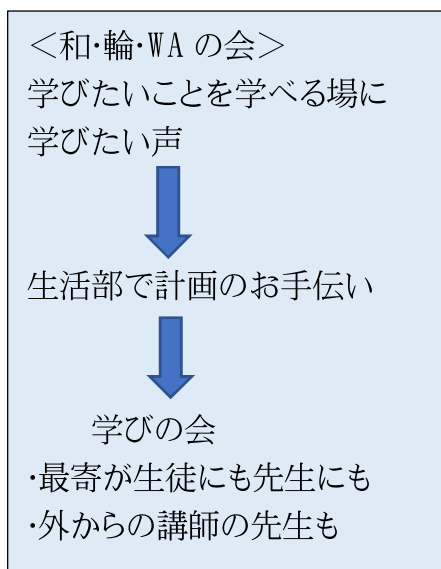 ＜和･輪･WAの会＞
学びたいことを学べる場に
学びたい声
生活部で計画のお手伝い
学びの会
･最寄が生徒にも先生にも
･外からの講師の先生も